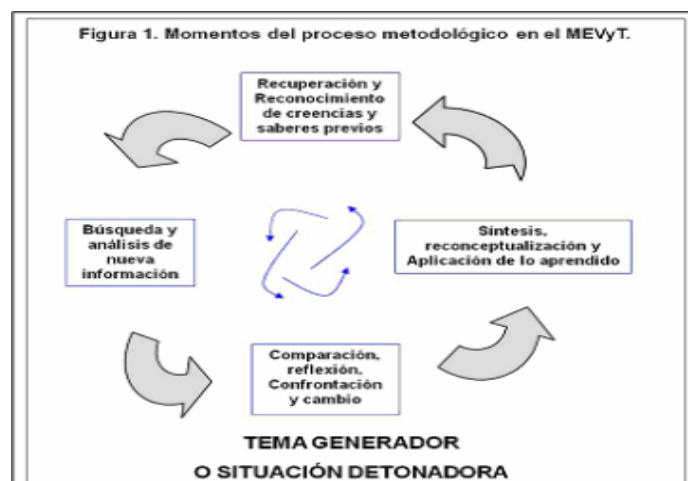 Figura 1. Momentos del proceso metodológico en el MEVyT.
Recuperación y
Reconocimiento
de creencias y
saberes previos
Búsqueda y
análisis de
nueva
información
Síntesis,
reconceptualización y
Aplicación de lo aprendido
Comparación,
reflexión,
Confrontación
y cambio
TEMA GENERADOR
O SITUACIÓN DETONADORA